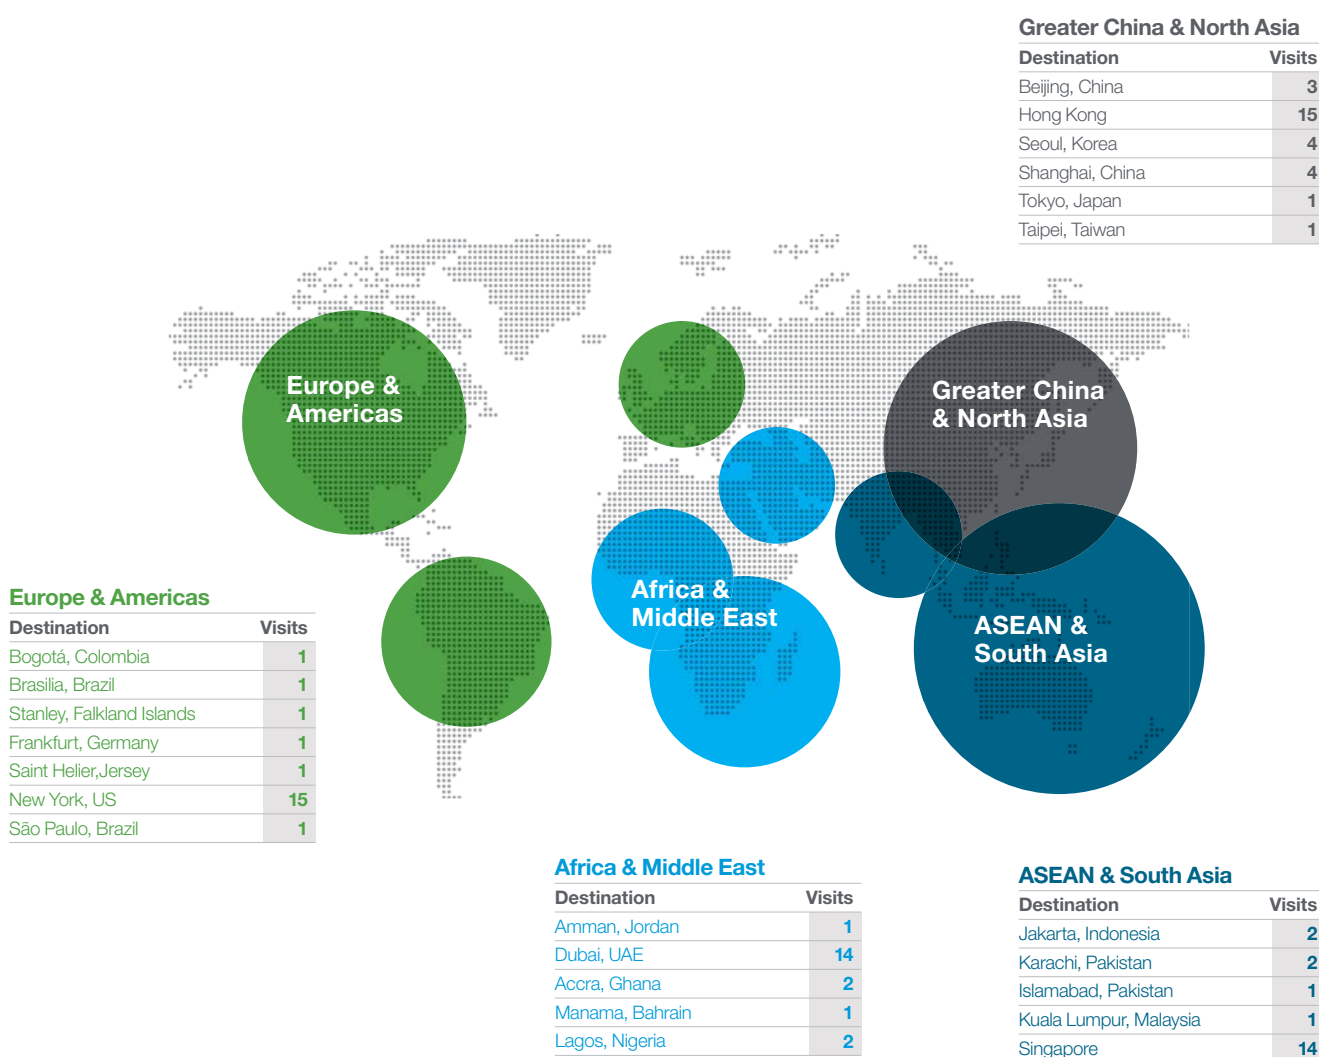 Greater China & North Asia
Destination Visits
Beijing, China 3
Hong Kong 15
Seoul, Korea 4
Shanghai, China 4
Tokyo, Japan 1
Taipei, Taiwan 1
Europe &
Americas
Greater China
& North Asia
Africa &
Middle East
ASEAN &
South Asia
Europe & Americas
Destination Visits
Bogotá, Colombia 1
Brasilia, Brazil 1
Stanley, Falkland Islands 1
Frankfurt, Germany 1
Saint Helier,Jersey 1
New York, US 15
São Paulo, Brazil 1
Africa & Middle East
Destination Visits
Amman, Jordan 1
Dubai, UAE 14
Accra, Ghana 2
Manama, Bahrain 1
Lagos, Nigeria 2
ASEAN & South Asia
Destination Visits
Jakarta, Indonesia 2
Karachi, Pakistan 2
Islamabad, Pakistan 1
Kuala Lumpur, Malaysia 1
Singapore 14